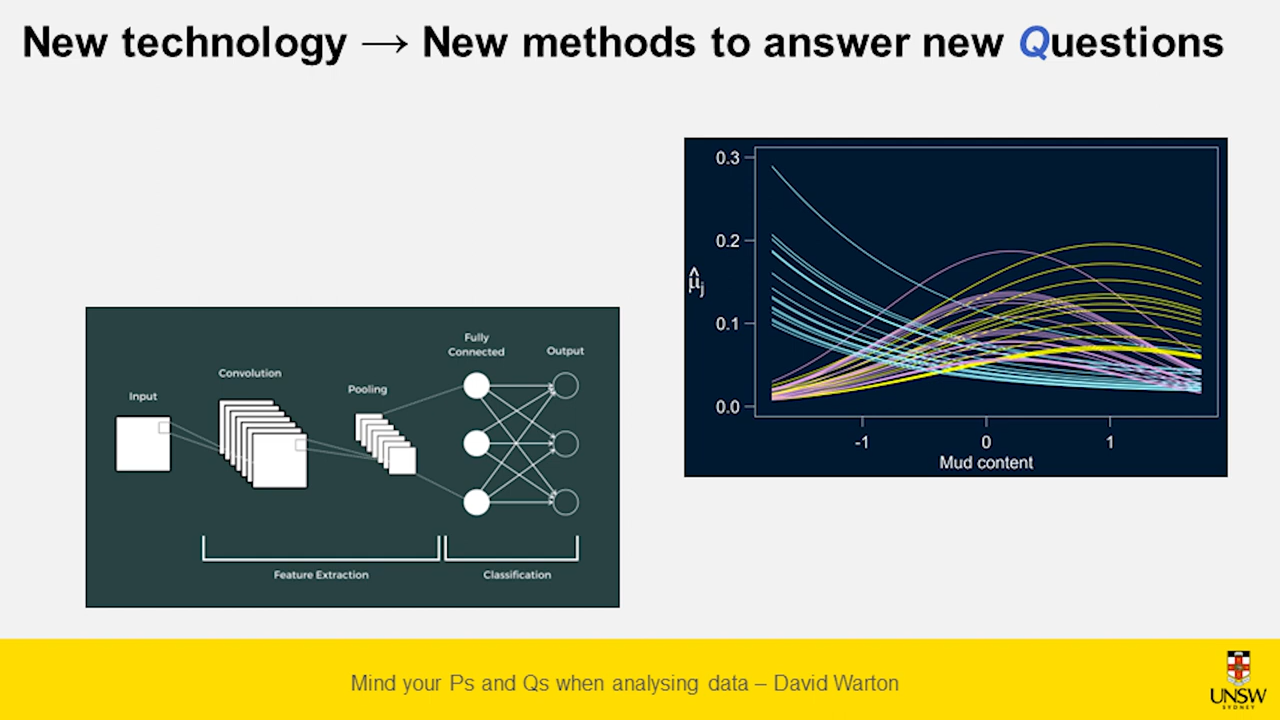 New technology → New methods to answer new Questions
0.3
0.2
μ̂j
0.1
0.0
-1 0 1
Mud content
Fully
Connected
Output
Convolution
Pooling
Input
Feature Extraction
Classification
Mind your Ps and Qs when analysing data – David Warton
UNSW
SYDNEY